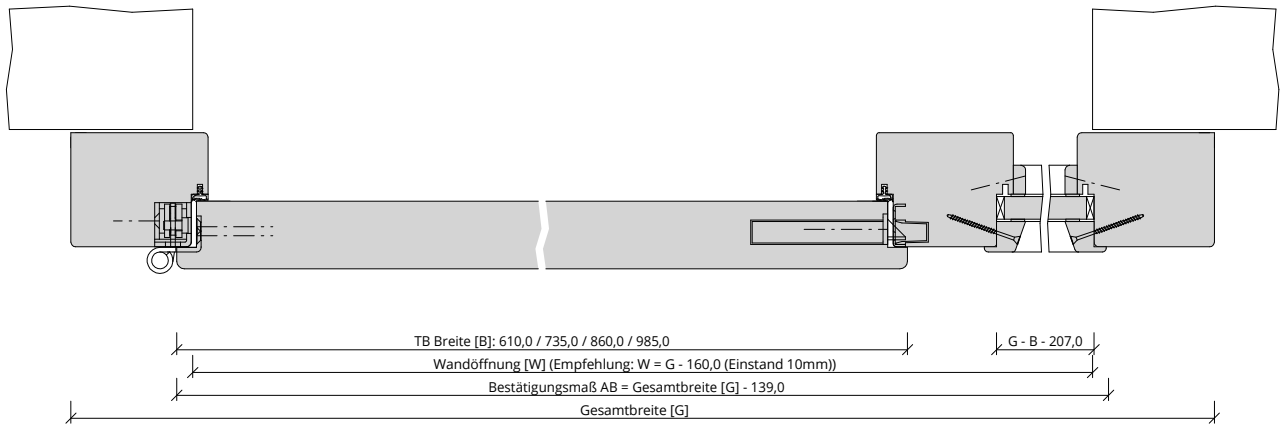 TB Breite [B]: 610,0 / 735,0 / 860,0 / 985,0
G - B - 207,0
Wandöffnung [W] (Empfehlung: W = G - 160,0 (Einstand 10mm))
Bestätigungsmaß AB = Gesamtbreite [G] - 139,0
Gesamtbreite [G]